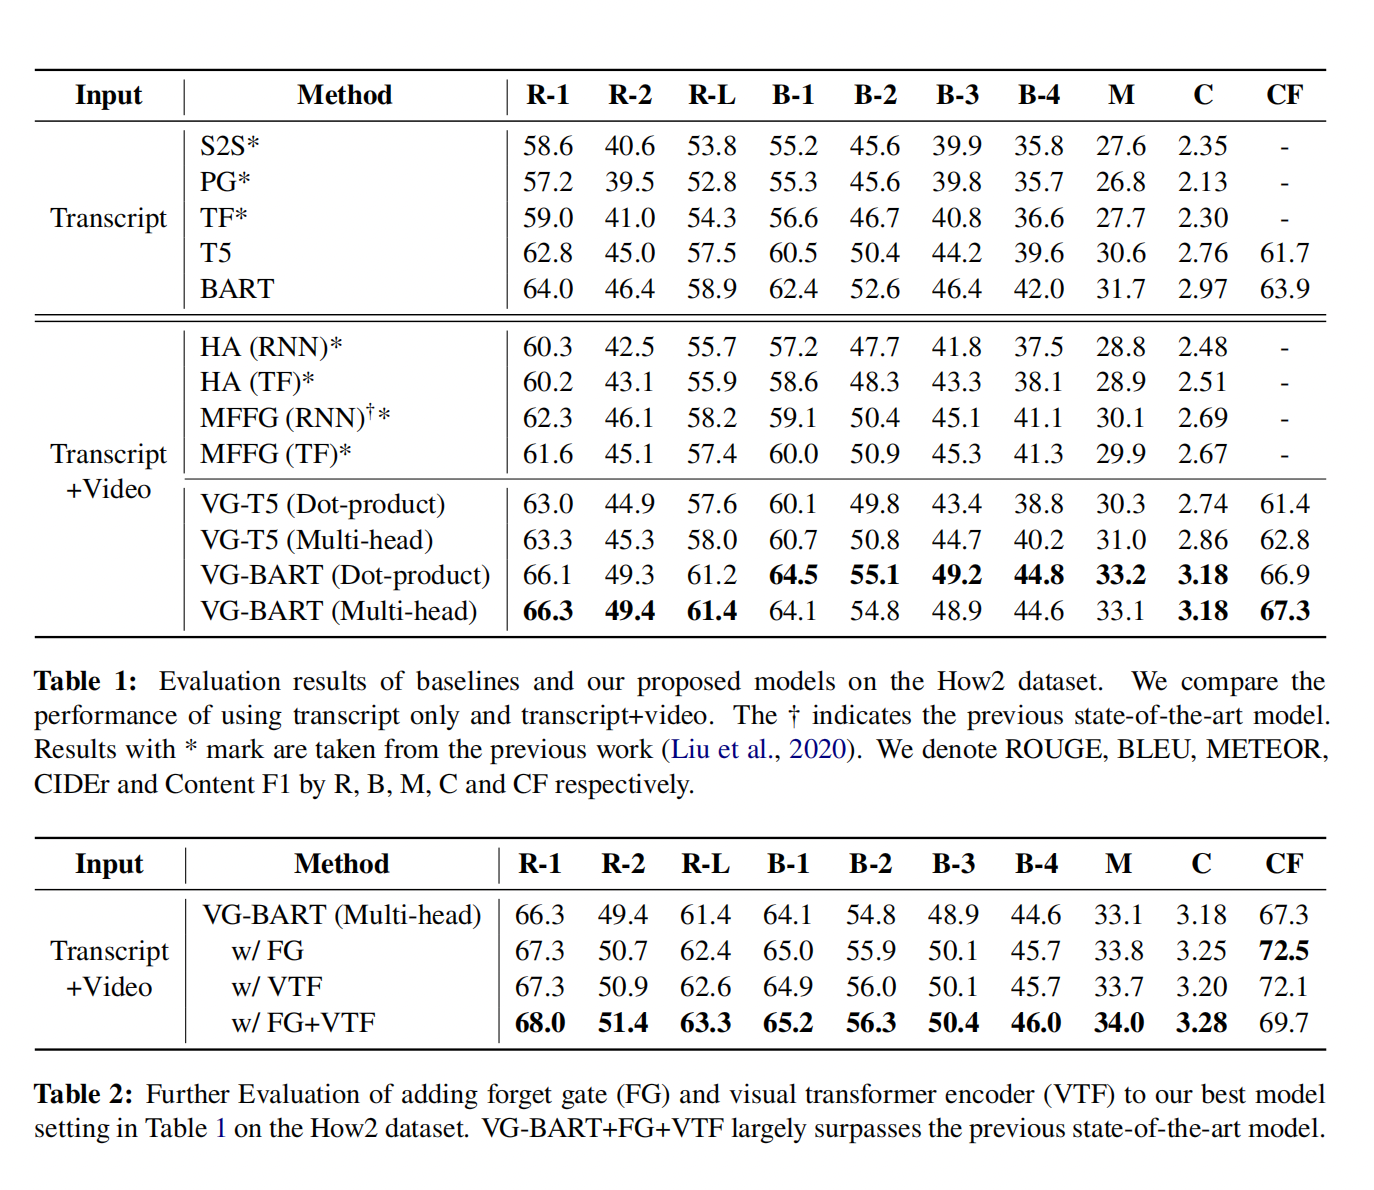 Input Method R-1 R-2 R-L B-1 B-2 B-3 B-4 M C CF
S2S* 58.6 40.6 53.8 55.2 45.6 39.9 35.8 27.6 2.35 -
PG* 57.2 39.5 52.8 55.3 45.6 39.8 35.7 26.8 2.13 -
Transcript TF* 59.0 41.0 54.3 56.6 46.7 40.8 36.6 27.7 2.30 -
T5 62.8 45.0 57.5 60.5 50.4 44.2 39.6 30.6 2.76 61.7
BART 64.0 46.4 58.9 62.4 52.6 46.4 42.0 31.7 2.97 63.9
HA (RNN)* 60.3 42.5 55.7 57.2 47.7 41.8 37.5 28.8 2.48 -
HA (TF)* 60.2 43.1 55.9 58.6 48.3 43.3 38.1 28.9 2.51 -
MFFG (RNN)†* 62.3 46.1 58.2 59.1 50.4 45.1 41.1 30.1 2.69 -
Transcript MFFG (TF)* 61.6 45.1 57.4 60.0 50.9 45.3 41.3 29.9 2.67 -
+Video
VG-T5 (Dot-product) 63.0 44.9 57.6 60.1 49.8 43.4 38.8 30.3 2.74 61.4
VG-T5 (Multi-head) 63.3 45.3 58.0 60.7 50.8 44.7 40.2 31.0 2.86 62.8
VG-BART (Dot-product) 66.1 49.3 61.2 64.5 55.1 49.2 44.8 33.2 3.18 66.9
VG-BART (Multi-head) 66.3 49.4 61.4 64.1 54.8 48.9 44.6 33.1 3.18 67.3
Table 1: Evaluation results of baselines and our proposed models on the How2 dataset. We compare the
performance of using transcript only and transcript+video. The † indicates the previous state-of-the-art model.
Results with * mark are taken from the previous work (Liu et al., 2020). We denote ROUGE, BLEU, METEOR,
CIDEr and Content F1 by R, B, M, C and CF respectively.
Input Method R-1 R-2 R-L B-1 B-2 B-3 B-4 M C CF
VG-BART (Multi-head) 66.3 49.4 61.4 64.1 54.8 48.9 44.6 33.1 3.18 67.3
Transcript w/ FG 67.3 50.7 62.4 65.0 55.9 50.1 45.7 33.8 3.25 72.5
+Video w/ VTF 67.3 50.9 62.6 64.9 56.0 50.1 45.7 33.7 3.20 72.1
w/ FG+VTF 68.0 51.4 63.3 65.2 56.3 50.4 46.0 34.0 3.28 69.7
Table 2: Further Evaluation of adding forget gate (FG) and visual transformer encoder (VTF) to our best model
setting in Table 1 on the How2 dataset. VG-BART+FG+VTF largely surpasses the previous state-of-the-art model.